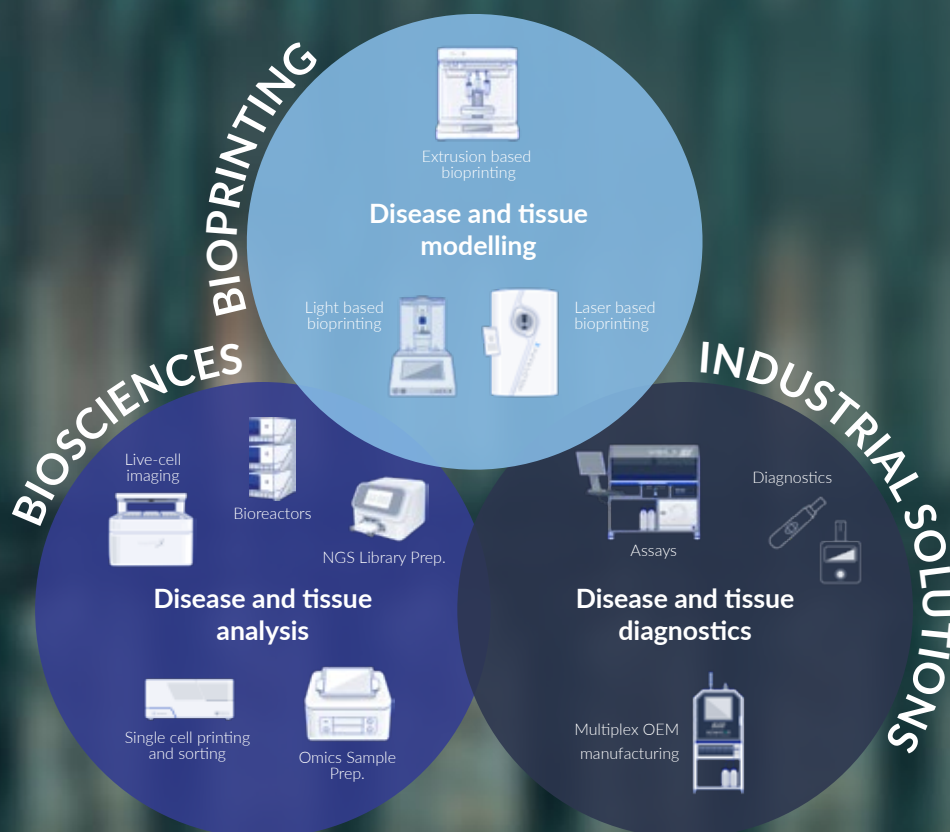 BIOPRINTING
Extrusion based
bioprinting
Disease and tissue
modelling
Light based
bioprinting
Laser based
bioprinting
BIOSCIENCES
Live-cell
imaging
Bioreactors
NGS Library Prep.
Disease and tissue
analysis
Single cell printing
and sorting
Omics Sample
Prep.
INDUSTRIAL SOLUTIONS
Assays
Diagnostics
Disease and tissue
diagnostics
Multiplex OEM
manufacturing